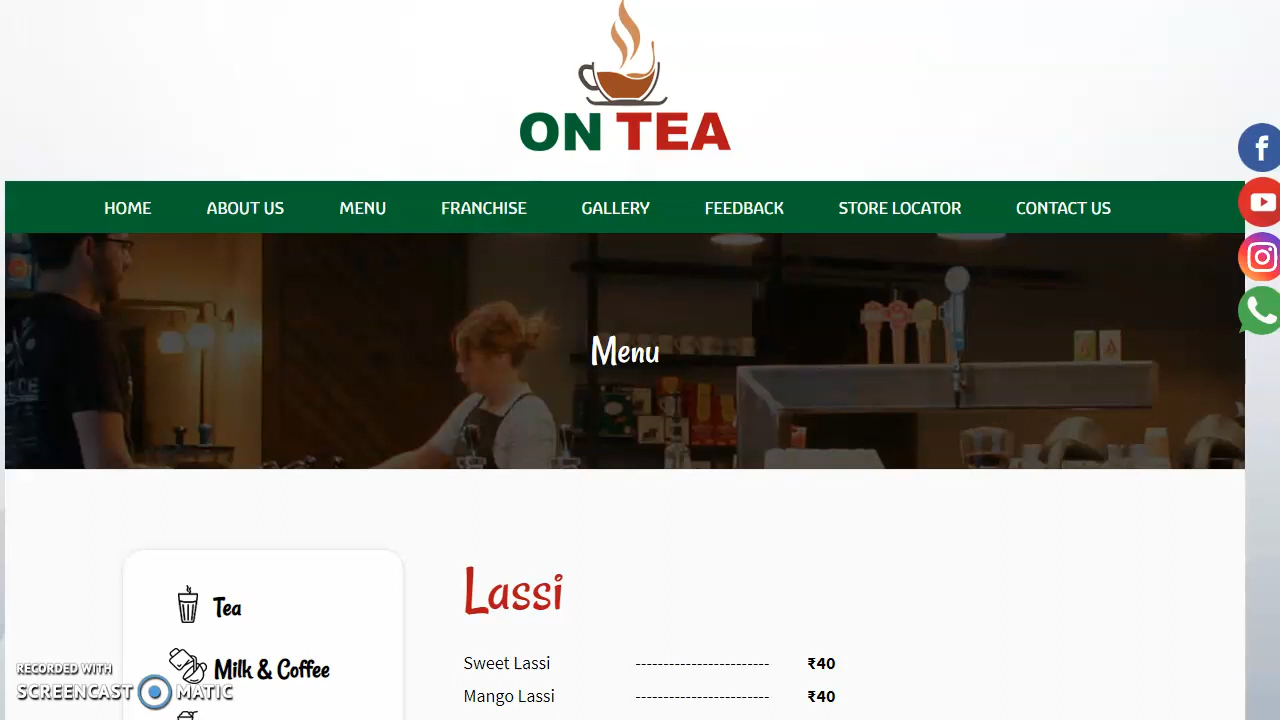 ON TEA
HOME ABOUT US MENU FRANCHISE GALLERY FEEDBACK STORE LOCATOR CONTACT US
Menu
Tea
Milk & Coffee
Lassi
Sweet Lassi ------------------------ ₹40
Mango Lassi ------------------------ ₹40
RECORDED WITH
SCREENCAST MATIC